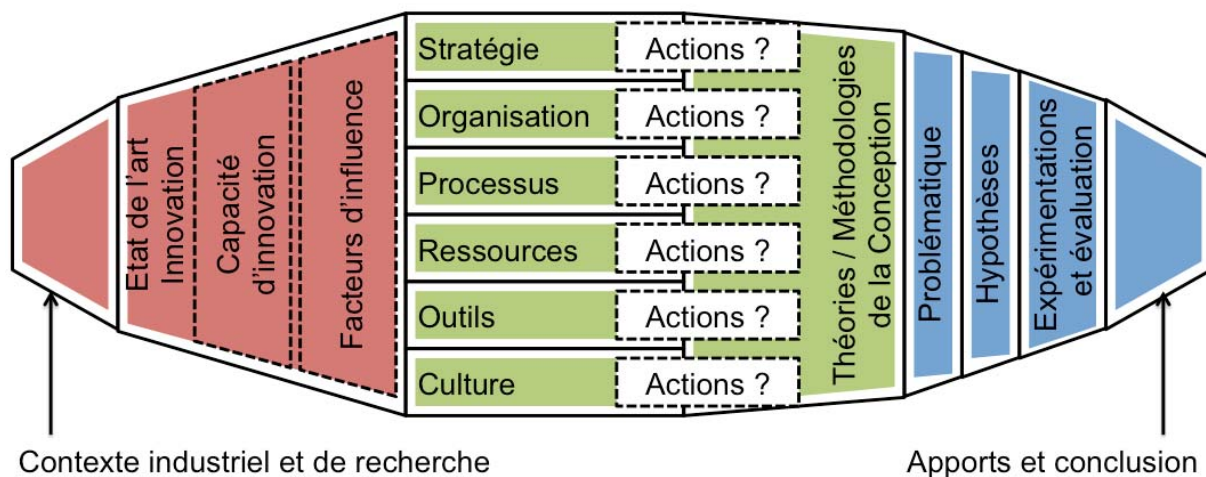 Etat de l’art
Innovation
Capacité
d’innovation
Facteurs d’influence
Stratégie
Actions ?
Organisation
Actions ?
Processus
Actions ?
Ressources
Actions ?
Outils
Actions ?
Culture
Actions ?
Théories / Méthodologies
de la Conception
Problématique
Hypothèses
Expérimentations
et évaluation
Contexte industriel et de recherche
Apports et conclusion